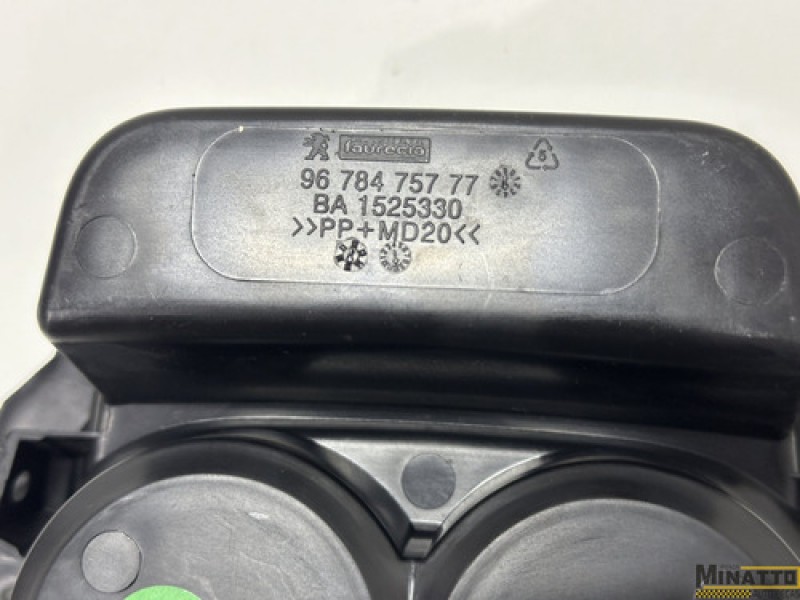 faurecia
5
96 784 757 77
BA 1525330
>>PP+MD20<<
MINATTO